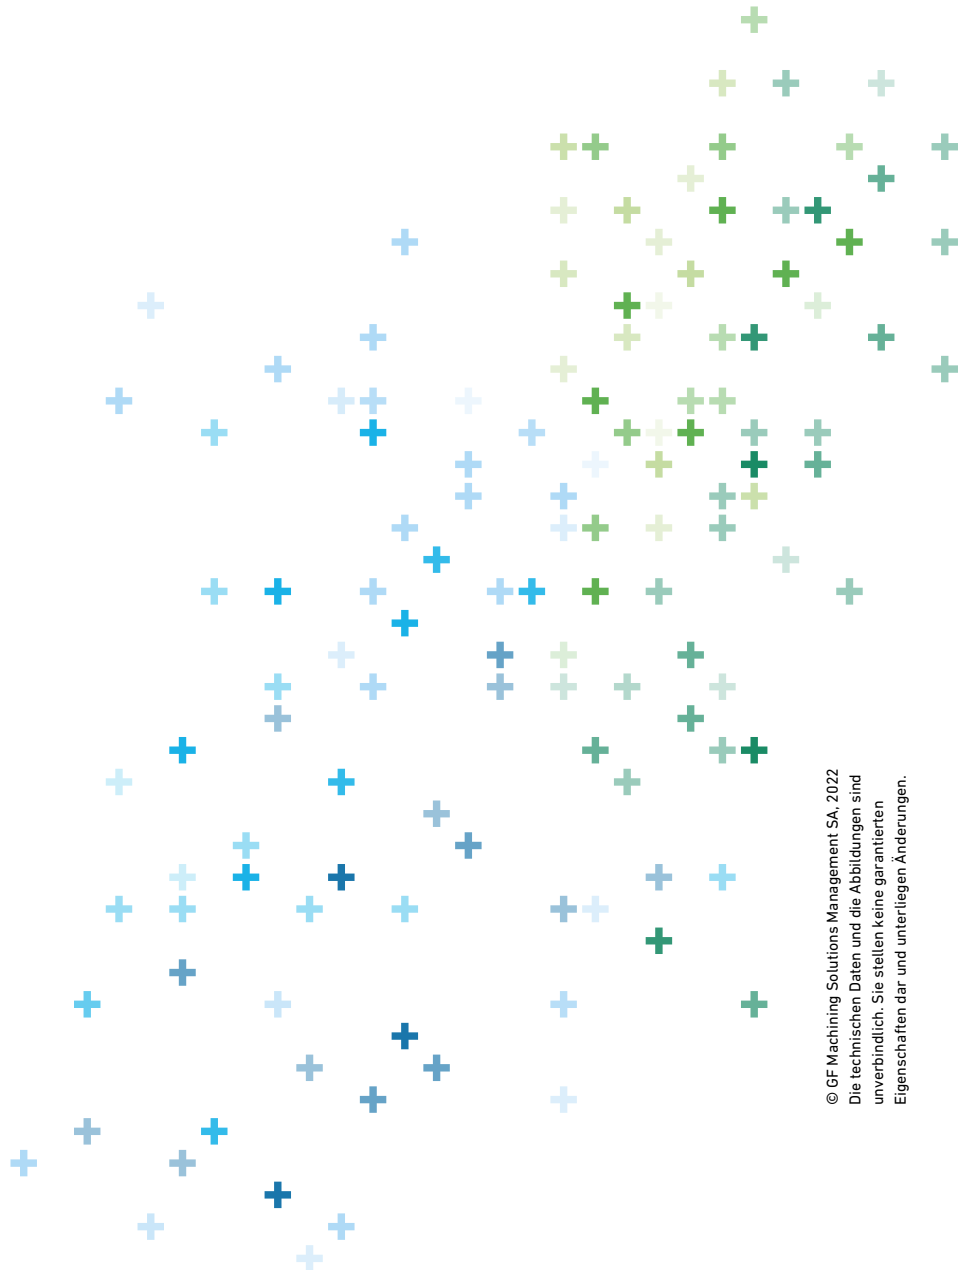 © GF Machining Solutions Management SA, 2022
Die technischen Daten und die Abbildungen sind
unverbindlich. Sie stellen keine garantierten
Eigenschaften dar und unterliegen Änderungen.